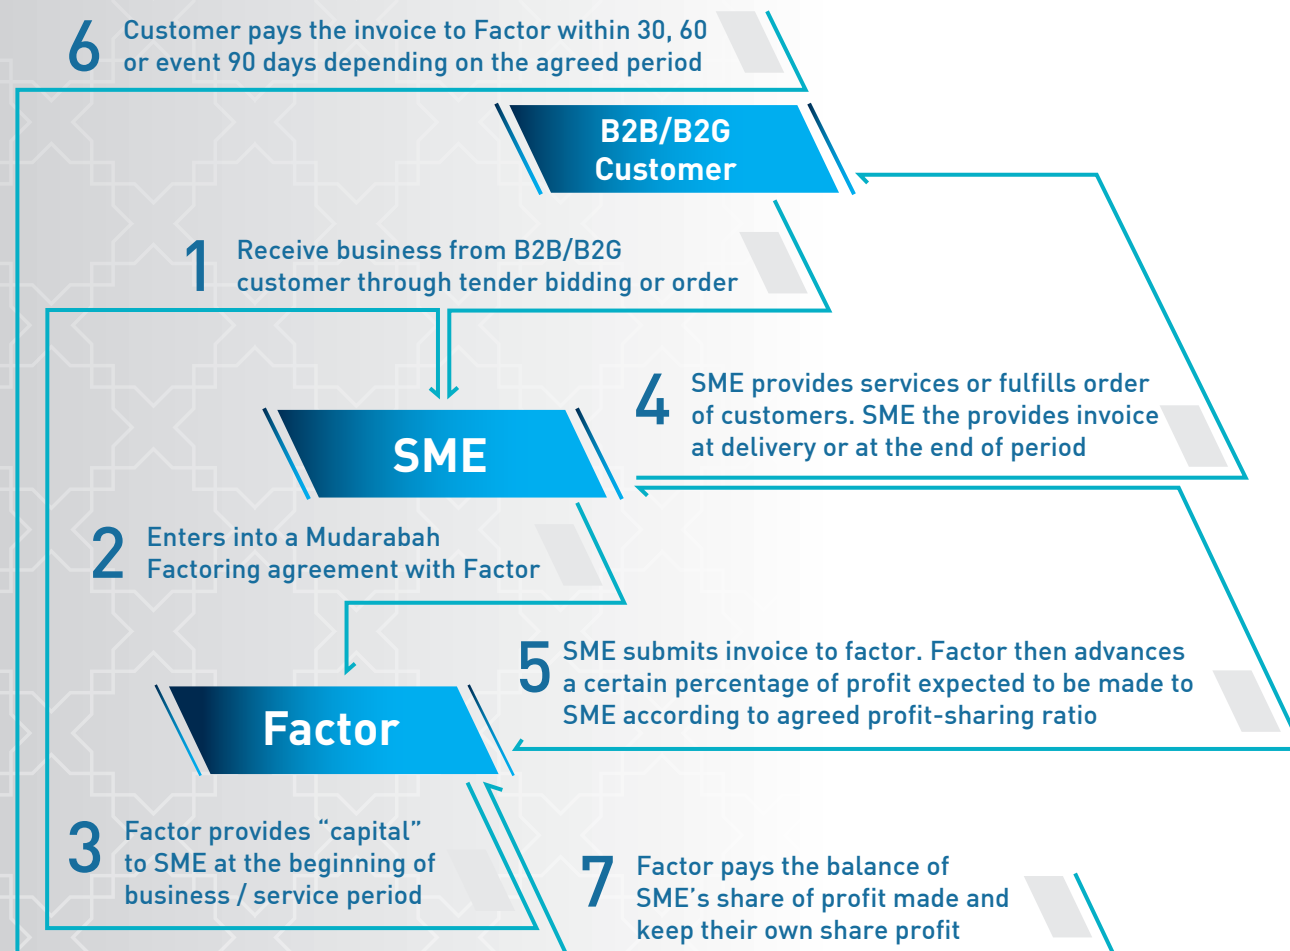 6 Customer pays the invoice to Factor within 30, 60
or event 90 days depending on the agreed period
B2B/B2G
Customer
1 Receive business from B2B/B2G
customer through tender bidding or order
4 SME provides services or fulfills order
of customers. SME the provides invoice
at delivery or at the end of period
SME
2 Enters into a Mudarabah
Factoring agreement with Factor
5 SME submits invoice to factor. Factor then advances
a certain percentage of profit expected to be made to
SME according to agreed profit-sharing ratio
Factor
3 Factor provides “capital”
to SME at the beginning of
business / service period
7 Factor pays the balance of
SME’s share of profit made and
keep their own share profit